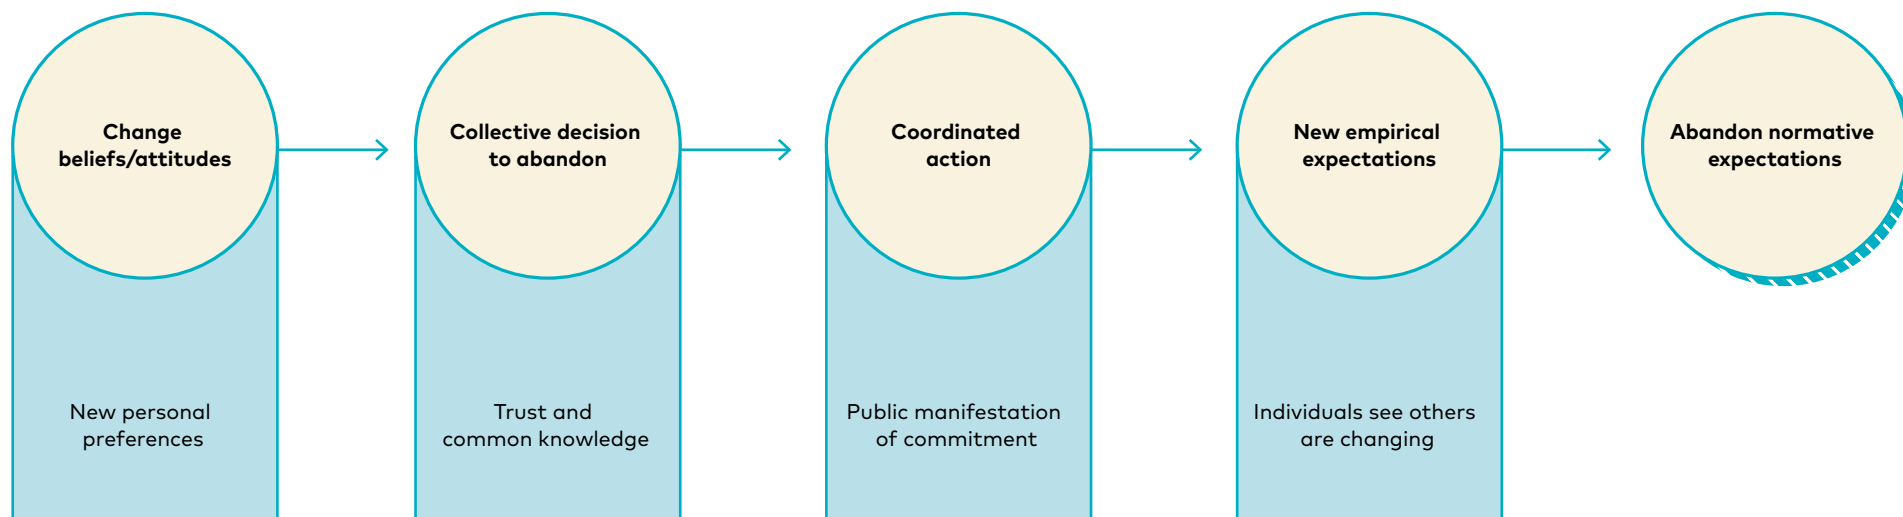 Change
beliefs/attitudes
New personal
preferences
Collective decision
to abandon
Trust and
common knowledge
Coordinated
action
Public manifestation
of commitment
New empirical
expectations
Individuals see others
are changing
Abandon normative
expectations